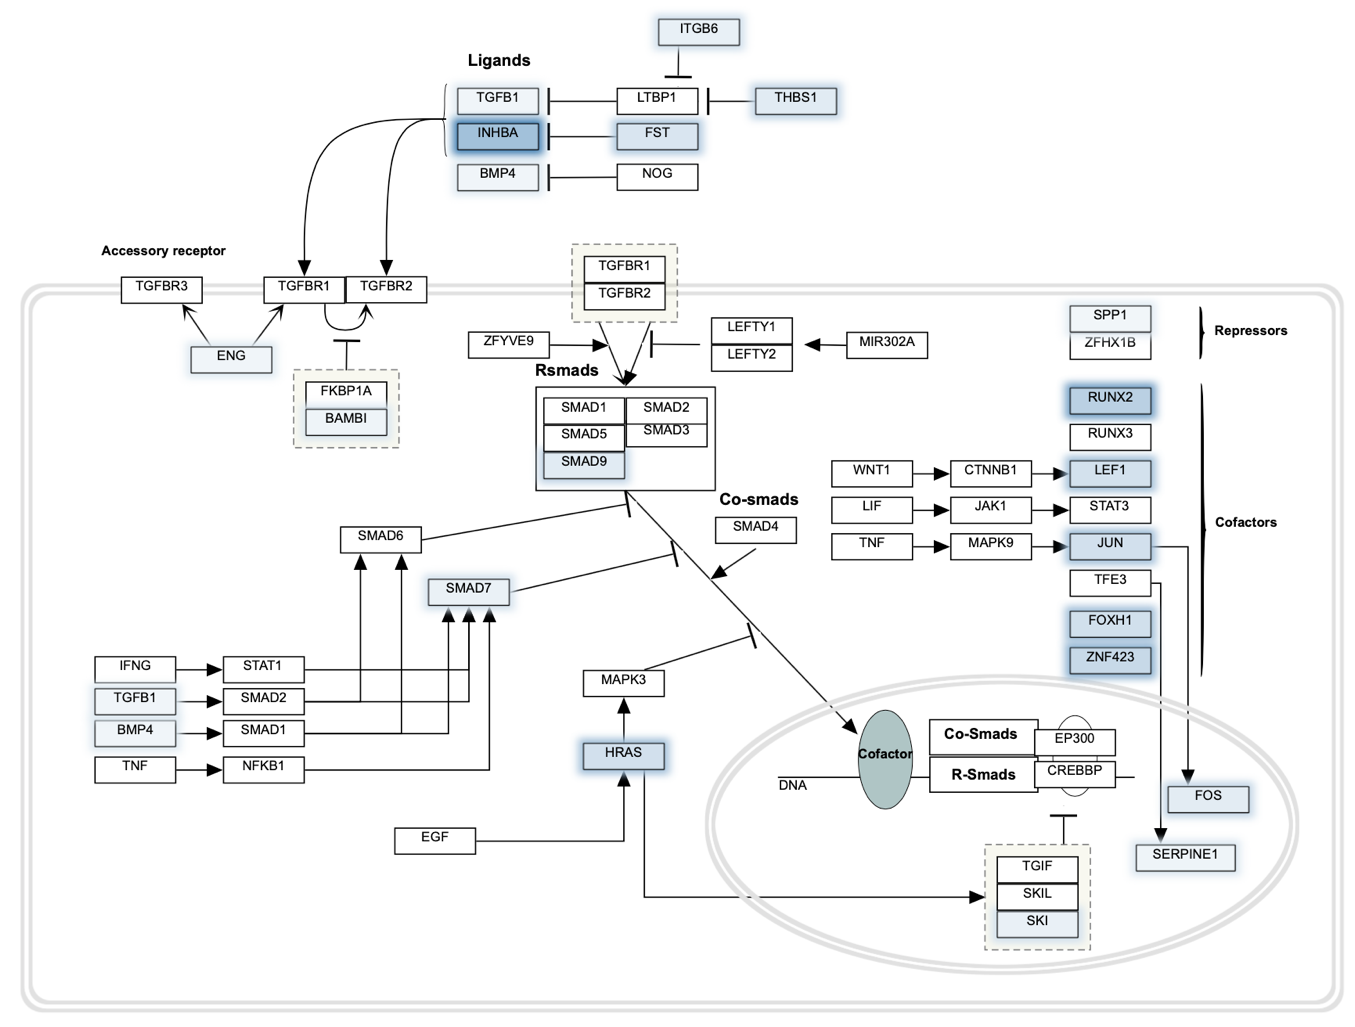 ITGB6
Ligands
TGFB1
LTBP1
THBS1
INHBA
FST
BMP4
NOG
Accessory receptor
TGFBR3
TGFBR1
TGFBR2
TGFBR1
TGFBR2
ENG
FKBP1A
BAMBI
ZFYVE9
LEFTY1
LEFTY2
MIR302A
SPP1
ZFHX1B
Repressors
Rsmads
SMAD1
SMAD2
SMAD5
SMAD3
SMAD9
RUNX2
RUNX3
WNT1
CTNNB1
LEF1
LIF
JAK1
STAT3
TNF
MAPK9
JUN
TFE3
FOXH1
ZNF423
Cofactors
Co-smads
SMAD4
SMAD6
SMAD7
IFNG
STAT1
TGFB1
SMAD2
BMP4
SMAD1
TNF
NFKB1
MAPK3
HRAS
EGF
Cofactor
Co-Smads
R-Smads
EP300
CREBBP
DNA
FOS
SERPINE1
TGIF
SKIL
SKI